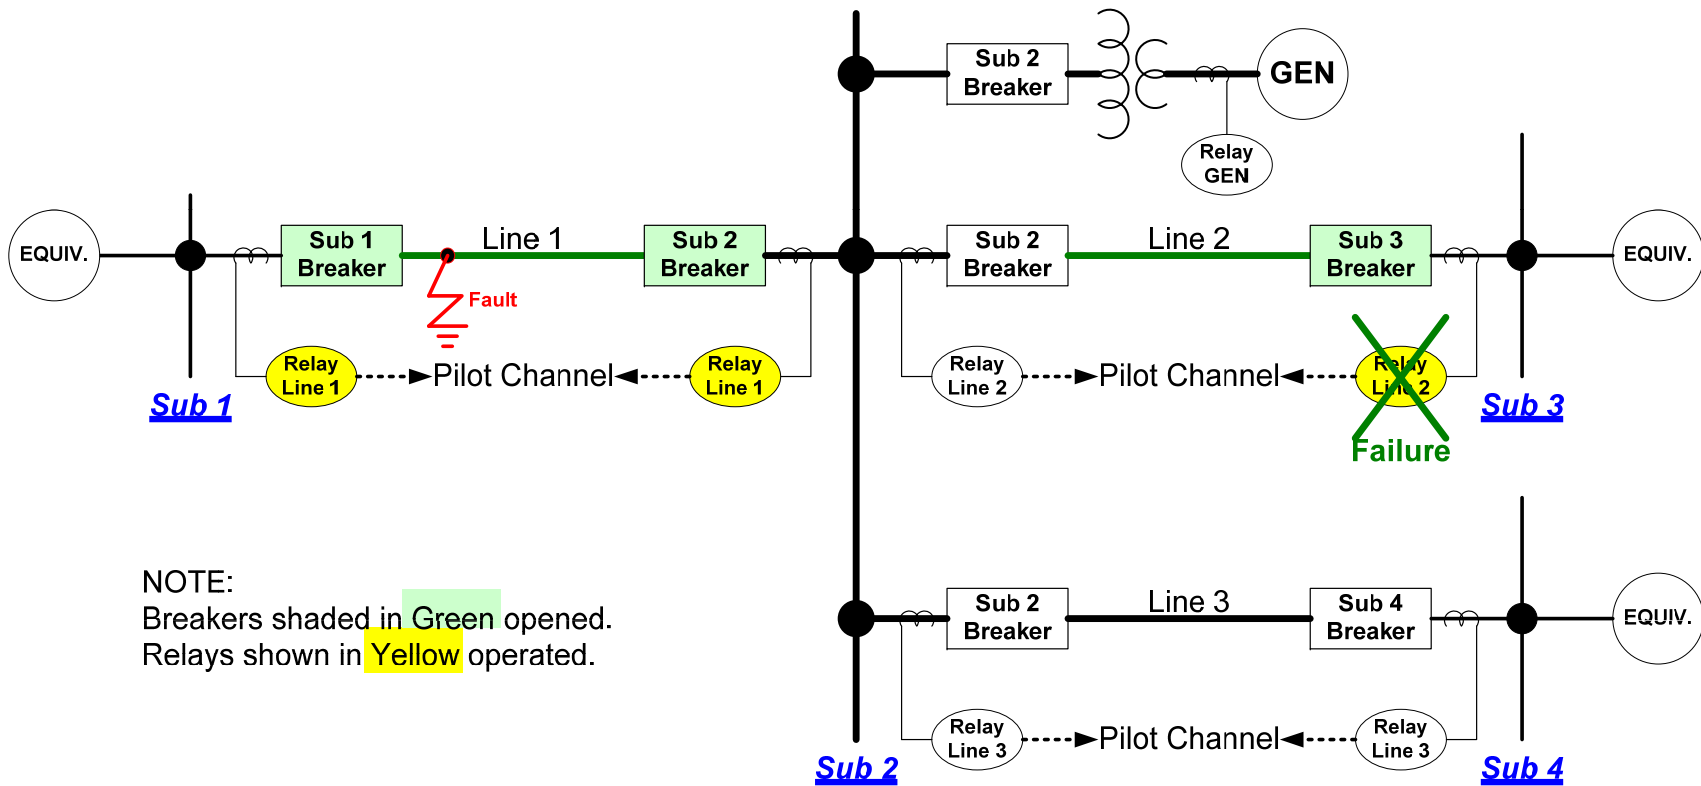 Sub 2
Breaker
GEN
Relay
GEN
EQUIV.
Sub 1
Breaker
Line 1
Sub 2
Breaker
Sub 2
Breaker
Line 2
Sub 3
Breaker
EQUIV.
Fault
Relay
Line 1
Pilot Channel
Relay
Line 1
Relay
Line 2
Pilot Channel
Relay
Line 2
Failure
Sub 1
Sub 3
Sub 2
Breaker
Line 3
Sub 4
Breaker
EQUIV.
NOTE:
Breakers shaded in Green opened.
Relays shown in Yellow operated.
Relay
Line 3
Pilot Channel
Relay
Line 3
Sub 2
Sub 4